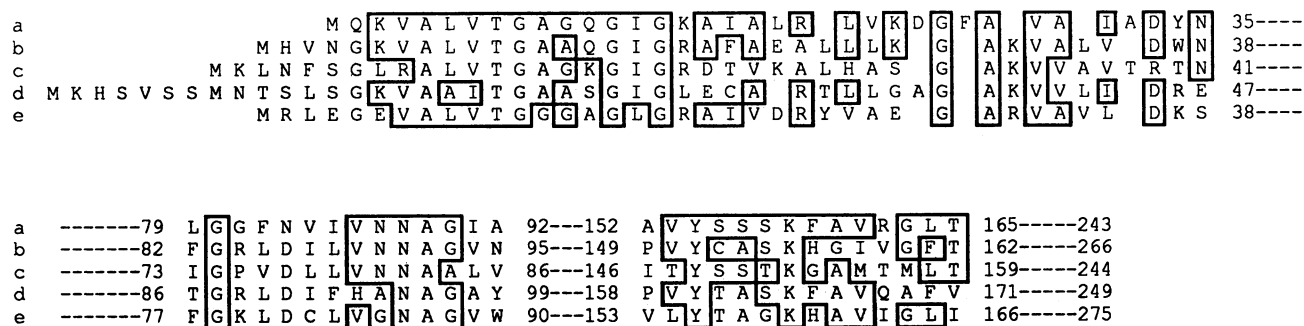 a M Q K V A L V T G A G Q G I G K A I A L R L V K D G F A V A I A D Y N 35----
b M H V N G K V A L V T G A A Q G I G R A F A E A L L L K G A K V A L V D W N 38----
c M K L N F S G L R A L V T G A G K G I G R D T V K A L H A S G A K V V A V T R T N 41----
d M K H S V S S M N T S L S G K V A A I T G A A S G I G L E C A R T L L G A G A K V V L I D R E 47----
e M R L E G E V A L V T G G G A G L G R A I V D R Y V A E G A R V A V L D K S 38----
a -------79 L G G F N V I V N N A G I A 92---152 A V Y S S S K F A V R G L T 165-----243
b -------82 F G R L D I L V N N A G V N 95---149 P V Y C A S K H G I V G F T 162-----266
c -------73 I G P V D L L V N N A A L V 86---146 I T Y S S T K G A M T M L T 159-----244
d -------86 T G R L D I F H A N A G A Y 99---158 P V Y T A S K F A V Q A F V 171-----249
e -------77 F G K L D C L V G N A G V W 90---153 V L Y T A G K H A V I G L I 166-----275